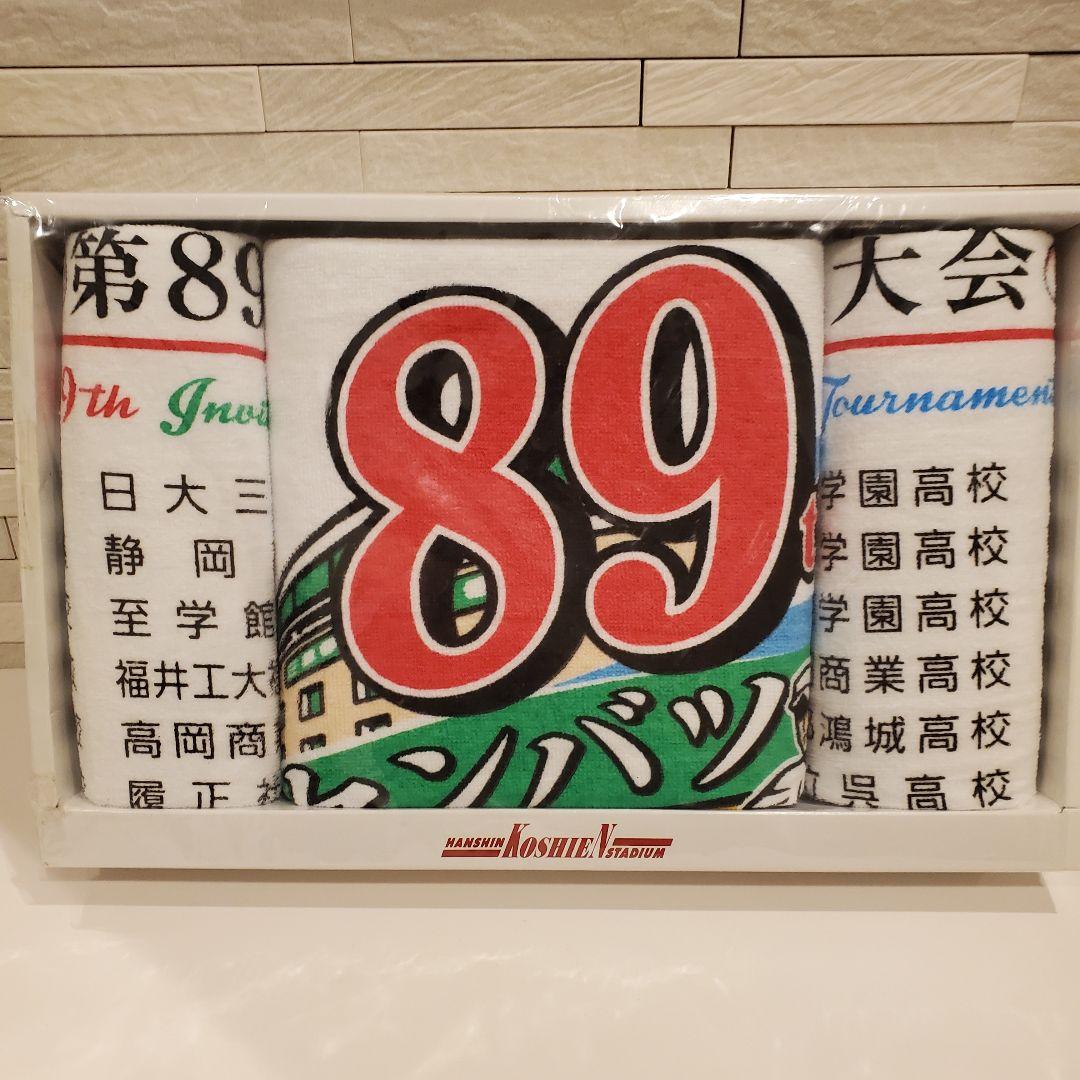 第89
9th Invi
日大三
静岡
至学館
福井工大
高岡商
履正社
89
センバツ
大会
Tournament
学園高校
学園高校
学園高校
商業高校
鴻城高校
呉高校
HANSHIN KOSHIEN STADIUM